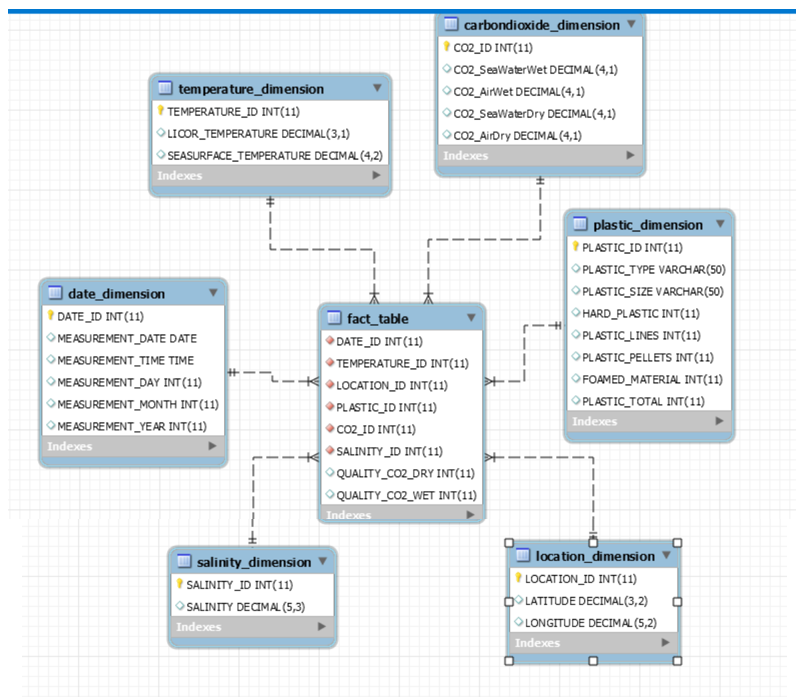 carbondioxide_dimension
CO2_ID INT(11)
CO2_SeaWaterWet DECIMAL(4,1)
CO2_AirWet DECIMAL(4,1)
CO2_SeaWaterDry DECIMAL(4,1)
CO2_AirDry DECIMAL(4,1)
Indexes
temperature_dimension
TEMPERATURE_ID INT(11)
LICOR_TEMPERATURE DECIMAL(3,1)
SEASURFACE_TEMPERATURE DECIMAL(4,2)
Indexes
plastic_dimension
PLASTIC_ID INT(11)
PLASTIC_TYPE VARCHAR(50)
PLASTIC_SIZE VARCHAR(50)
HARD_PLASTIC INT(11)
PLASTIC_LINES INT(11)
PLASTIC_PELLETS INT(11)
FOAMED_MATERIAL INT(11)
PLASTIC_TOTAL INT(11)
Indexes
date_dimension
DATE_ID INT(11)
MEASUREMENT_DATE DATE
MEASUREMENT_TIME TIME
MEASUREMENT_DAY INT(11)
MEASUREMENT_MONTH INT(11)
MEASUREMENT_YEAR INT(11)
Indexes
fact_table
DATE_ID INT(11)
TEMPERATURE_ID INT(11)
LOCATION_ID INT(11)
PLASTIC_ID INT(11)
CO2_ID INT(11)
SALINITY_ID INT(11)
QUALITY_CO2_DRY INT(11)
QUALITY_CO2_WET INT(11)
Indexes
salinity_dimension
SALINITY_ID INT(11)
SALINITY DECIMAL(5,3)
Indexes
location_dimension
LOCATION_ID INT(11)
LATITUDE DECIMAL(3,2)
LONGITUDE DECIMAL(5,2)
Indexes